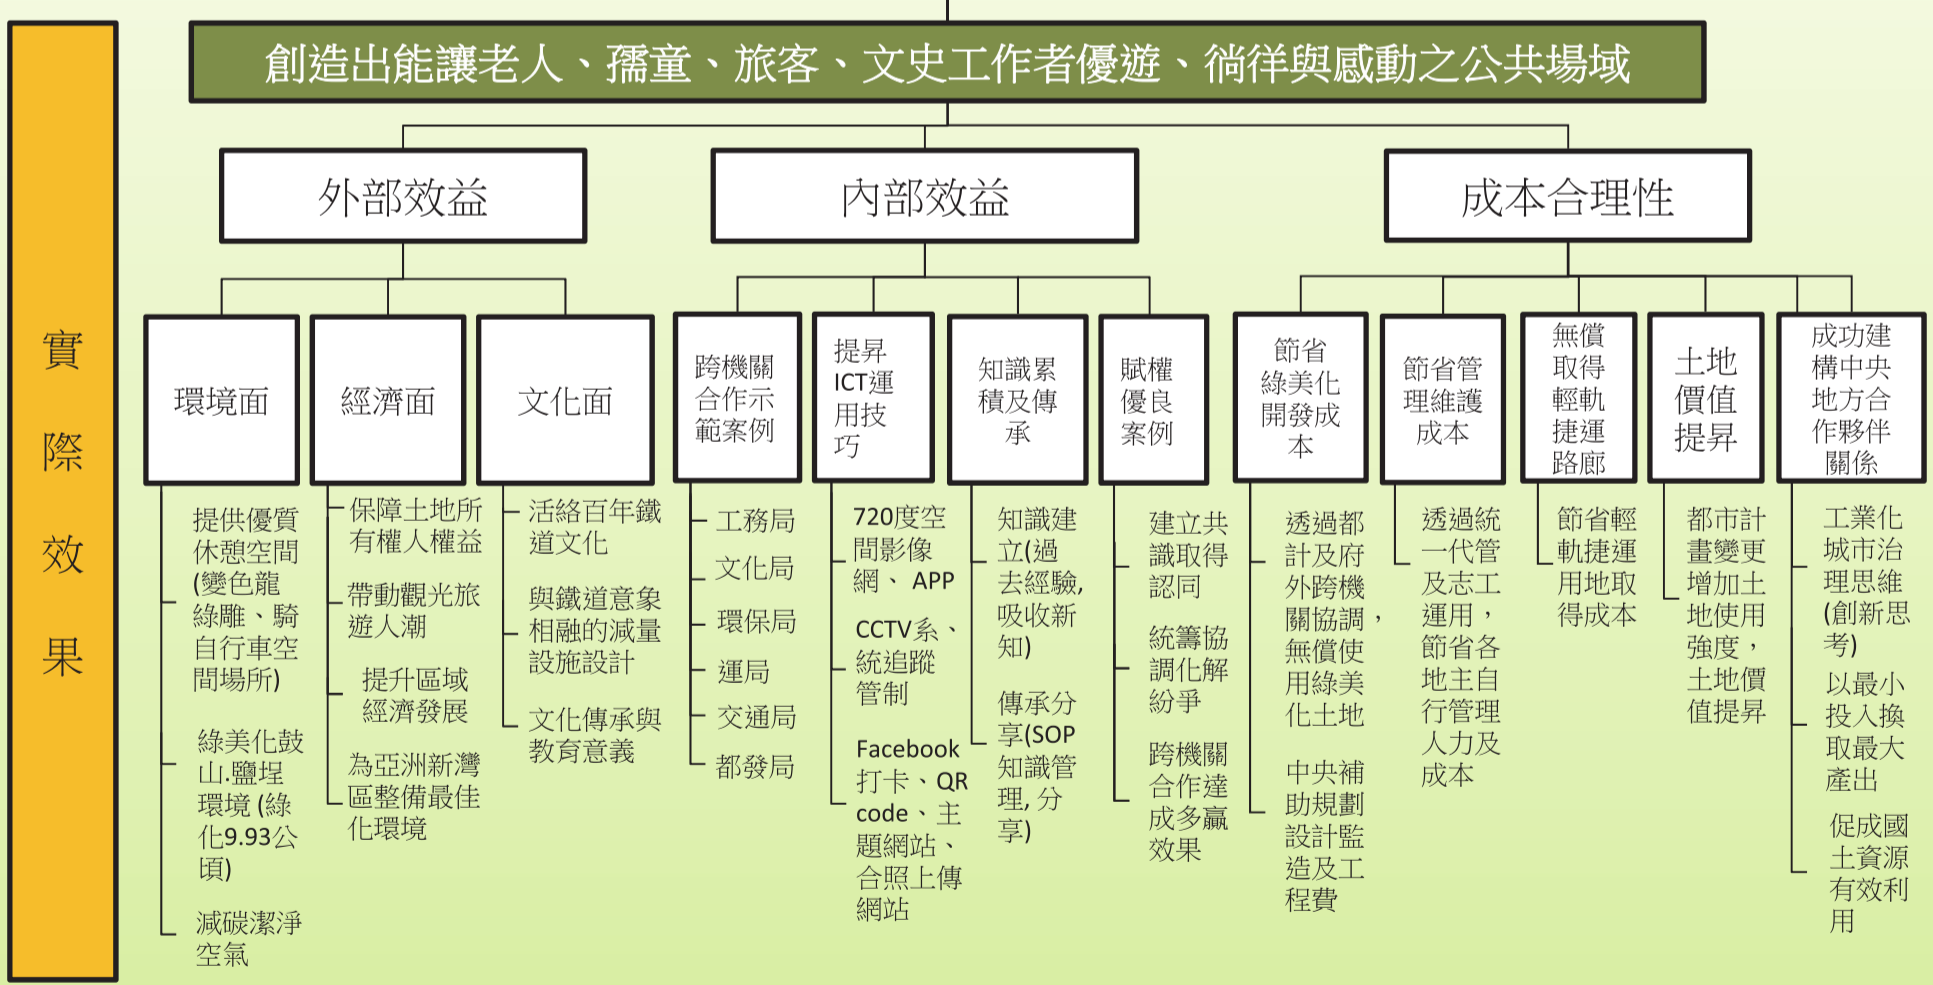 實
際
效
果
創造出能讓老人、孺童、旅客、文史工作者優遊、徜徉與感動之公共場域
外部效益
內部效益
成本合理性
環境面
經濟面
文化面
跨機關
合作示
範案例
提昇
ICT運
用技
巧
知識累
積及傳
承
賦權
優良
案例
節省
綠美化
開發成
本
節省管
理維護
成本
無償
取得
輕軌
捷運
路廊
土地
價值
提昇
成功建
構中央
地方合
作夥伴
關係
提供優質
休憩空間
(變色龍
綠雕、騎
自行車空
間場所)
綠美化鼓
山.鹽埕
環境 (綠
化9.93公
頃)
減碳潔淨
空氣
保障土地所
有權人權益
帶動觀光旅
遊人潮
提升區域
經濟發展
為亞洲新灣
區整備最佳
化環境
活絡百年鐵
道文化
與鐵道意象
相融的減量
設施設計
文化傳承與
教育意義
工務局
文化局
環保局
運局
交通局
都發局
720度空
間影像
網、 APP
CCTV系、
統追蹤
管制
Facebook
打卡、QR
code、主
題網站、
合照上傳
網站
知識建
立(過
去經驗,
吸收新
知)
傳承分
享(SOP
知識管
理, 分
享)
建立共
識取得
認同
統籌協
調化解
紛爭
跨機關
合作達
成多贏
效果
透過都
計及府
外跨機
關協調，
無償使
用綠美
化土地
中央補
助規劃
設計監
造及工
程費
透過統
一代管
及志工
運用，
節省各
地主自
行管理
人力及
成本
節省輕
軌捷運
用地取
得成本
都市計
畫變更
增加土
地使用
強度，
土地價
值提昇
工業化
城市治
理思維
(創新思
考)
以最小
投入換
取最大
產出
促成國
土資源
有效利
用